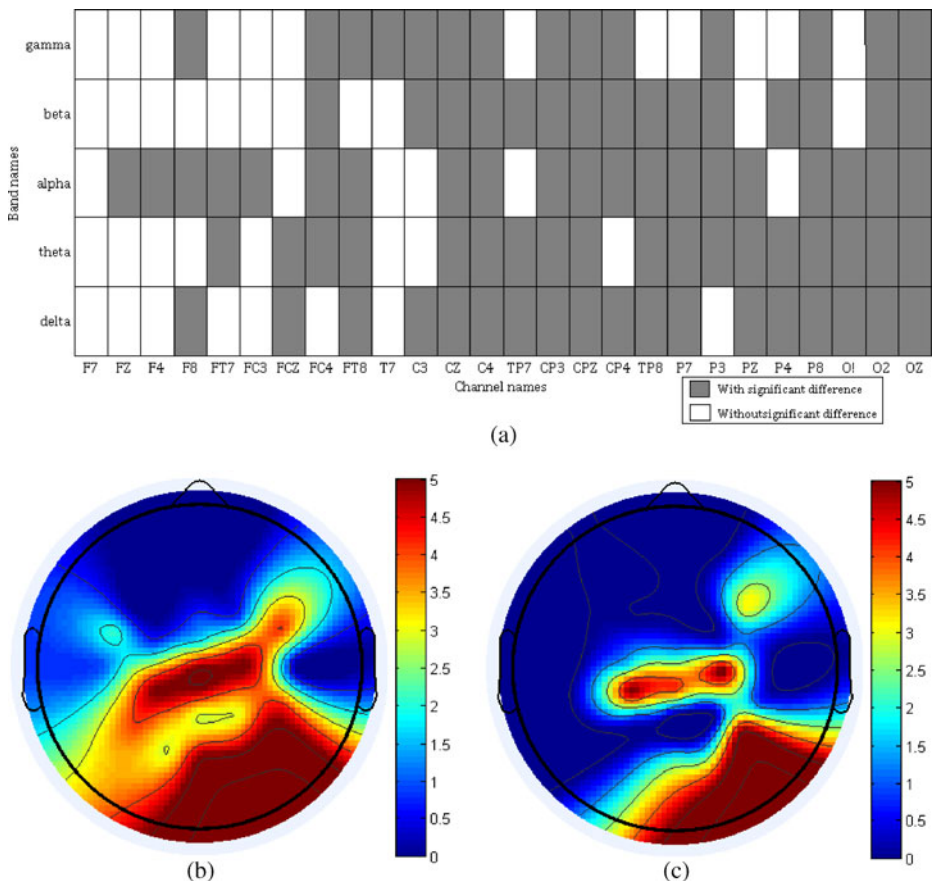 gamma
beta
alpha
theta
delta
Band names
F7 FZ F4 F8 FT7 FC3 FCZ FC4 FT8 T7 C3 CZ C4 TP7 CP3 CPZ CP4 TP8 P7 P3 PZ P4 P8 O1 O2 OZ
Channel names
With significant difference
Withoutsignificant difference
(a)
5
4.5
4
3.5
3
2.5
2
1.5
1
0.5
0
(b)
5
4.5
4
3.5
3
2.5
2
1.5
1
0.5
0
(c)